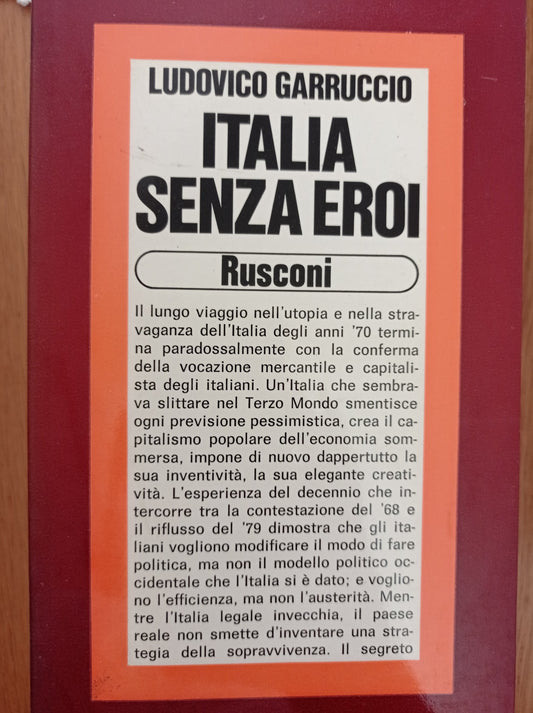 LUDOVICO GARRUCCIO
ITALIA
SENZA EROI
Rusconi
Il lungo viaggio nell'utopia e nella stra-
vaganza dell'Italia degli anni '70 termi-
na paradossalmente con la conferma
della vocazione mercantile e capitali-
sta degli italiani. Un'Italia che sembra-
va slittare nel Terzo Mondo smentisce
ogni previsione pessimistica, crea il ca-
pitalismo popolare dell'economia som-
mersa, impone di nuovo dappertutto la
sua inventività, la sua elegante creati-
vità. L'esperienza del decennio che in-
tercorre tra la contestazione del '68 e
il riflusso del '79 dimostra che gli ita-
liani vogliono modificare il modo di fare
politica, ma non il modello politico oc-
cidentale che l'Italia si è dato; e voglio-
no l'efficienza, ma non l'austerità. Men-
tre l'Italia legale invecchia, il paese
reale non smette d'inventare una stra-
tegia della sopravvivenza. Il segreto